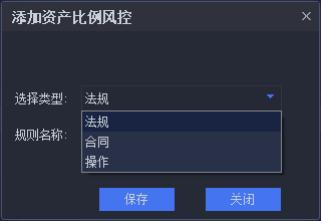 添加资产比例风控
选择类型： 法规
法规
规则名称：
合同
操作
保存 关闭